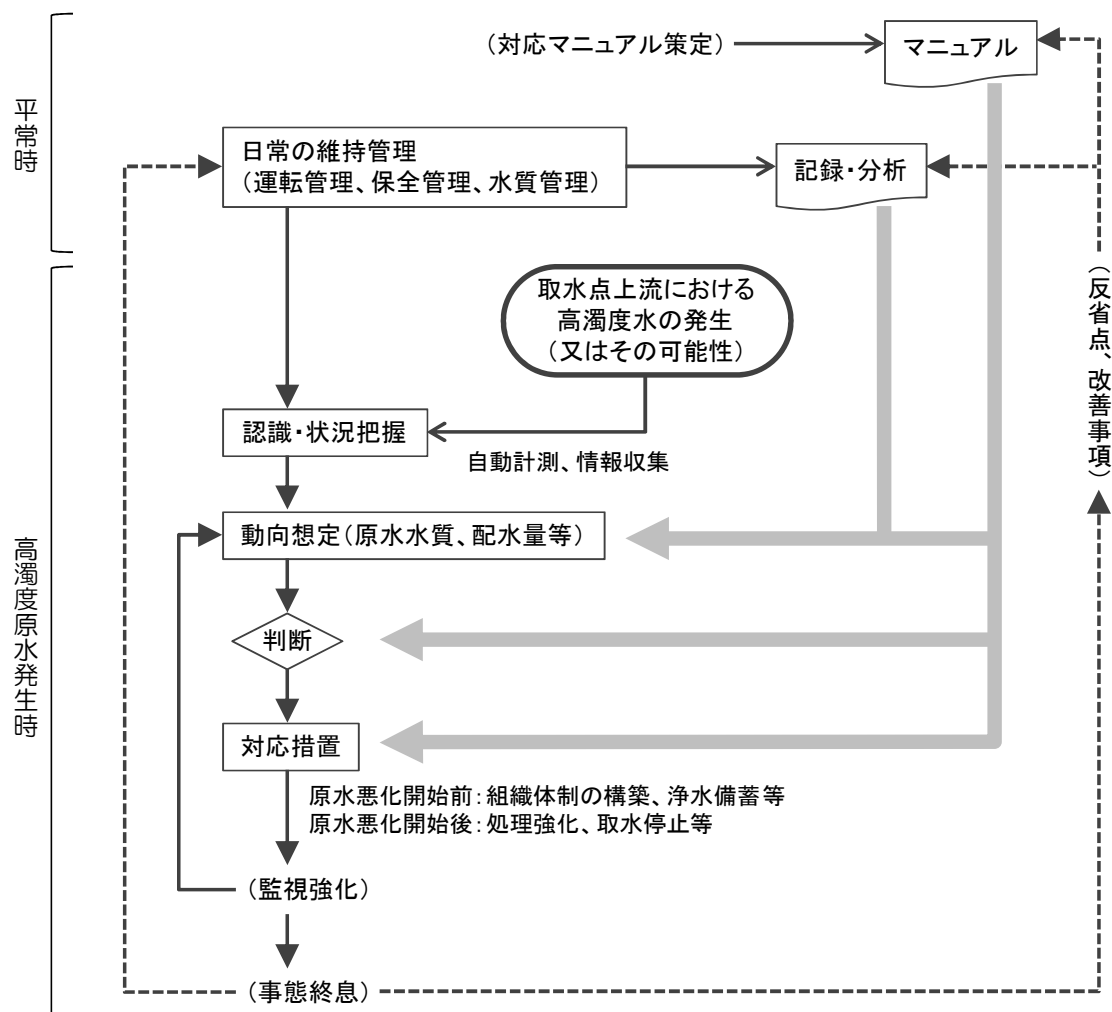 平常時
(対応マニュアル策定)
マニュアル
日常の維持管理
(運転管理、保全管理、水質管理)
記録・分析
高濁度原水発生時
取水点上流における
高濁度水の発生
(又はその可能性)
認識・状況把握
自動計測、情報収集
動向想定(原水水質、配水量等)
判断
対応措置
原水悪化開始前:組織体制の構築、浄水備蓄等
原水悪化開始後:処理強化、取水停止等
(監視強化)
(事態終息)
(反省点、改善事項)